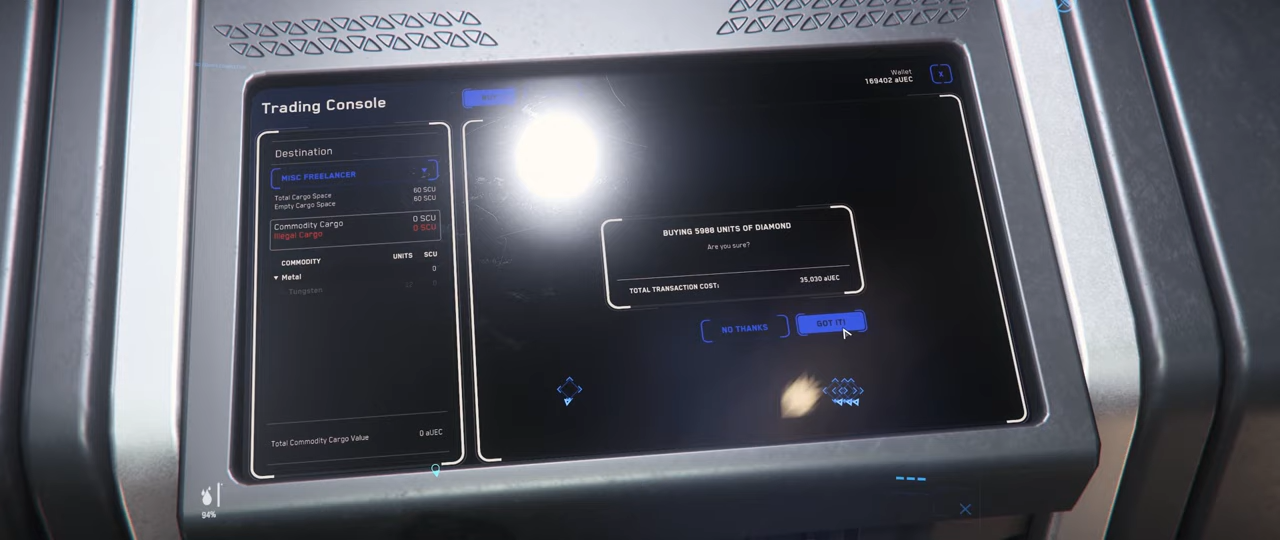 Trading Console
Wallet
169402 aUEC
x
Destination
MISC FREELANCER
Total Cargo Space 60 SCU
Empty Cargo Space 60 SCU
Commodity Cargo 0 SCU
Illegal Cargo 0 SCU
COMMODITY UNITS SCU
Metal 0
Tungsten
Total Commodity Cargo Value 0 aUEC
BUYING 5988 UNITS OF DIAMOND
Are you sure?
TOTAL TRANSACTION COST: 35,030 aUEC
NO THANKS
GOT IT!
94%